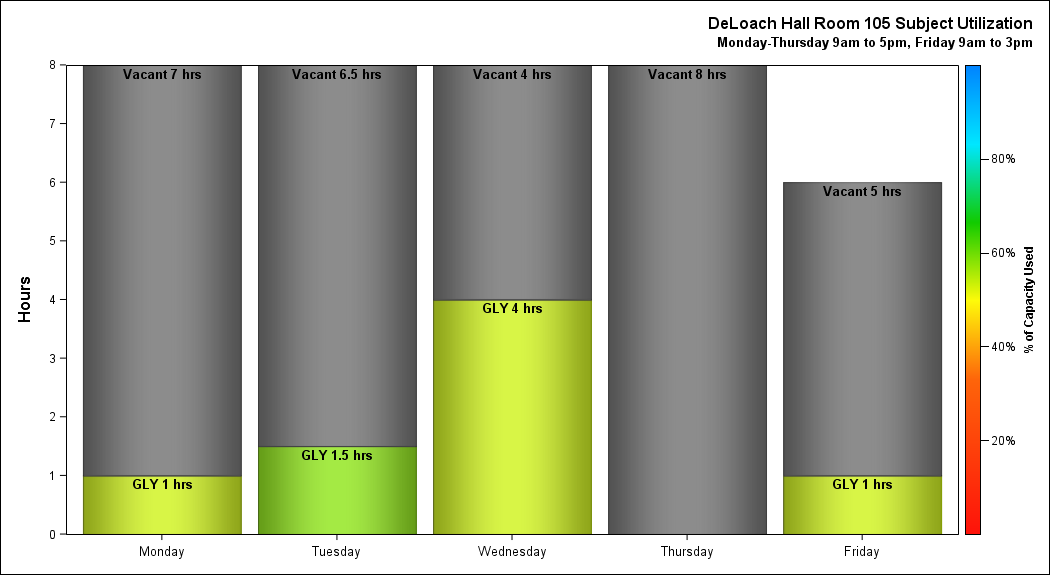 DeLoach Hall Room 105 Subject Utilization
Monday-Thursday 9am to 5pm, Friday 9am to 3pm
Hours
8
7
6
5
4
3
2
1
0
Vacant 7 hrs
GLY 1 hrs
Vacant 6.5 hrs
GLY 1.5 hrs
Vacant 4 hrs
GLY 4 hrs
Vacant 8 hrs
Vacant 5 hrs
GLY 1 hrs
Monday
Tuesday
Wednesday
Thursday
Friday
80%
60%
40%
20%
% of Capacity Used